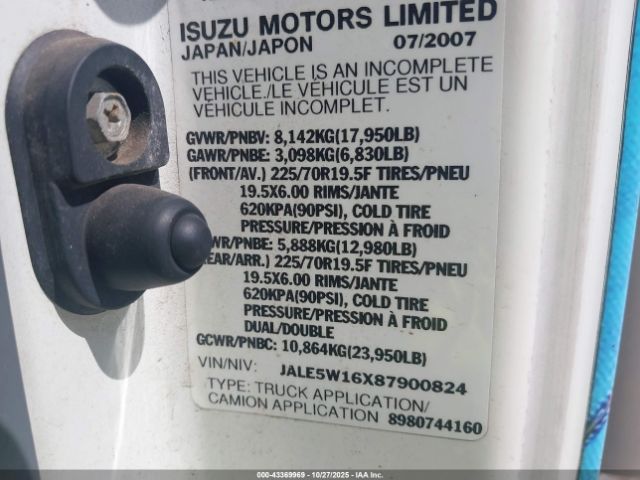 ISUZU MOTORS LIMITED
JAPAN/JAPON 07/2007
THIS VEHICLE IS AN INCOMPLETE
VEHICLE./LE VÉHICULE EST UN
VÉHICULE INCOMPLET.
GVWR/PNBV: 8,142KG(17,950LB)
GAWR/PNBE: 3,098KG(6,830LB)
(FRONT/AV.) 225/70R19.5F TIRES/PNEU
19.5X6.00 RIMS/JANTE
620KPA(90PSI), COLD TIRE
PRESSURE/PRESSION À FROID
WR/PNBE: 5,888KG(12,980LB)
EAR/ARR.) 225/70R19.5F TIRES/PNEU
19.5X6.00 RIMS/JANTE
620KPA(90PSI), COLD TIRE
PRESSURE/PRESSION À FROID
DUAL/DOUBLE
GCWR/PNBC: 10,864KG(23,950LB)
VIN/NIV: JALE5W16X87900824
TYPE: TRUCK APPLICATION/
CAMION APPLICATION 8980744160
000-43369969 - 10/27/2025 - IAA, Inc.